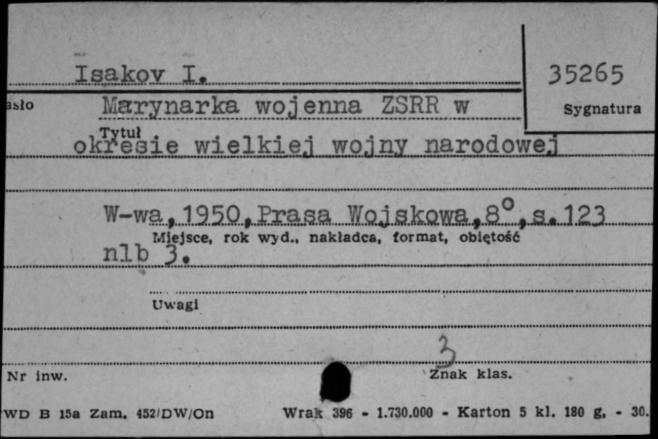 Isakov I.
35265
asło
Marynarka wojenna ZSRR w
Sygnatura
Tytuł
okresie wielkiej wojny narodowej
W-wa,1950,Prasa Wojskowa,8°,s.123
Miejsce, rok wyd., nakładca, format, objętość
nlb 3.
Uwagi
3
Nr inw.
Znak klas.
WD B 15a Zam. 452/DW/On
Wrak 396 - 1.730.000 - Karton 5 kl. 180 g. - 30.